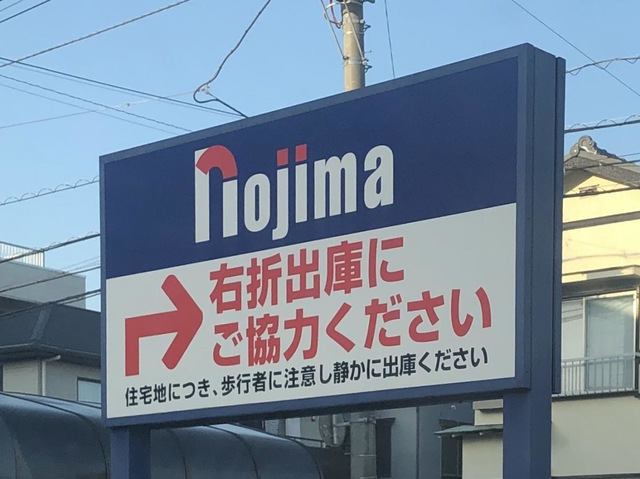 nojima
右折出庫に
ご協力ください
住宅地につき、歩行者に注意し静かに出庫ください